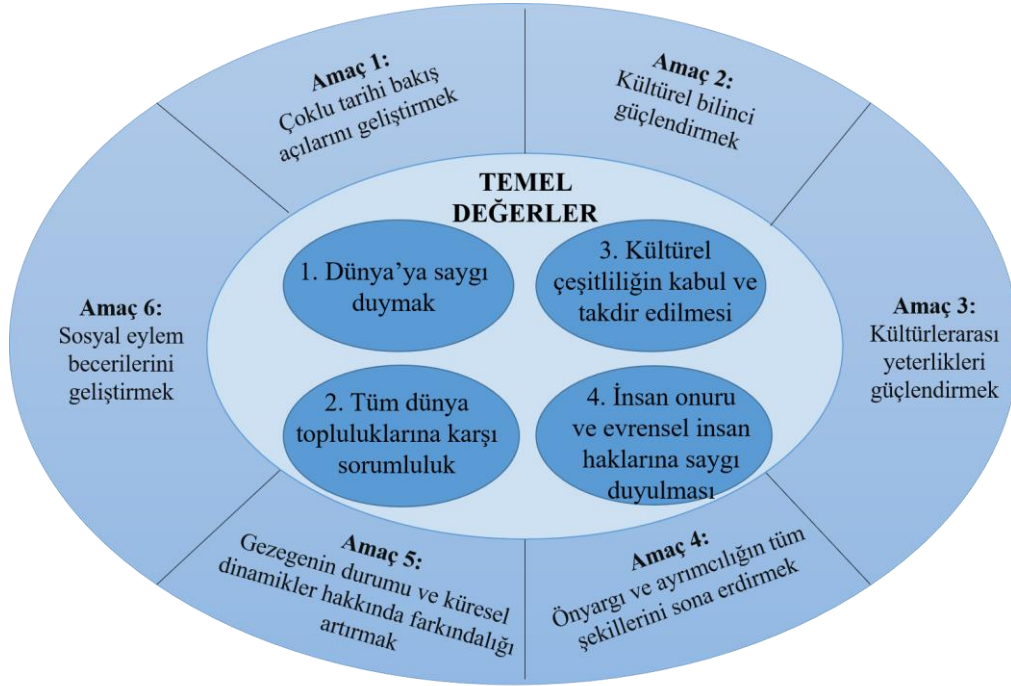 Amaç 1:
Çoklu tarihi bakış
açılarını geliştirmek
Amaç 2:
Kültürel bilinci
güçlendirmek
Amaç 3:
Kültürlerarası
yeterlikleri
güçlendirmek
Amaç 4:
Önyargı ve ayrımcılığın tüm
şekillerini sona erdirmek
Amaç 5:
Gezegenin durumu ve küresel
dinamikler hakkında farkındalığı
artırmak
Amaç 6:
Sosyal eylem
becerilerini
geliştirmek
TEMEL
DEĞERLER
1. Dünya’ya saygı
duymak
2. Tüm dünya
topluluklarına karşı
sorumluluk
3. Kültürel
çeşitliliğin kabul ve
takdir edilmesi
4. İnsan onuru
ve evrensel insan
haklarına saygı
duyulması